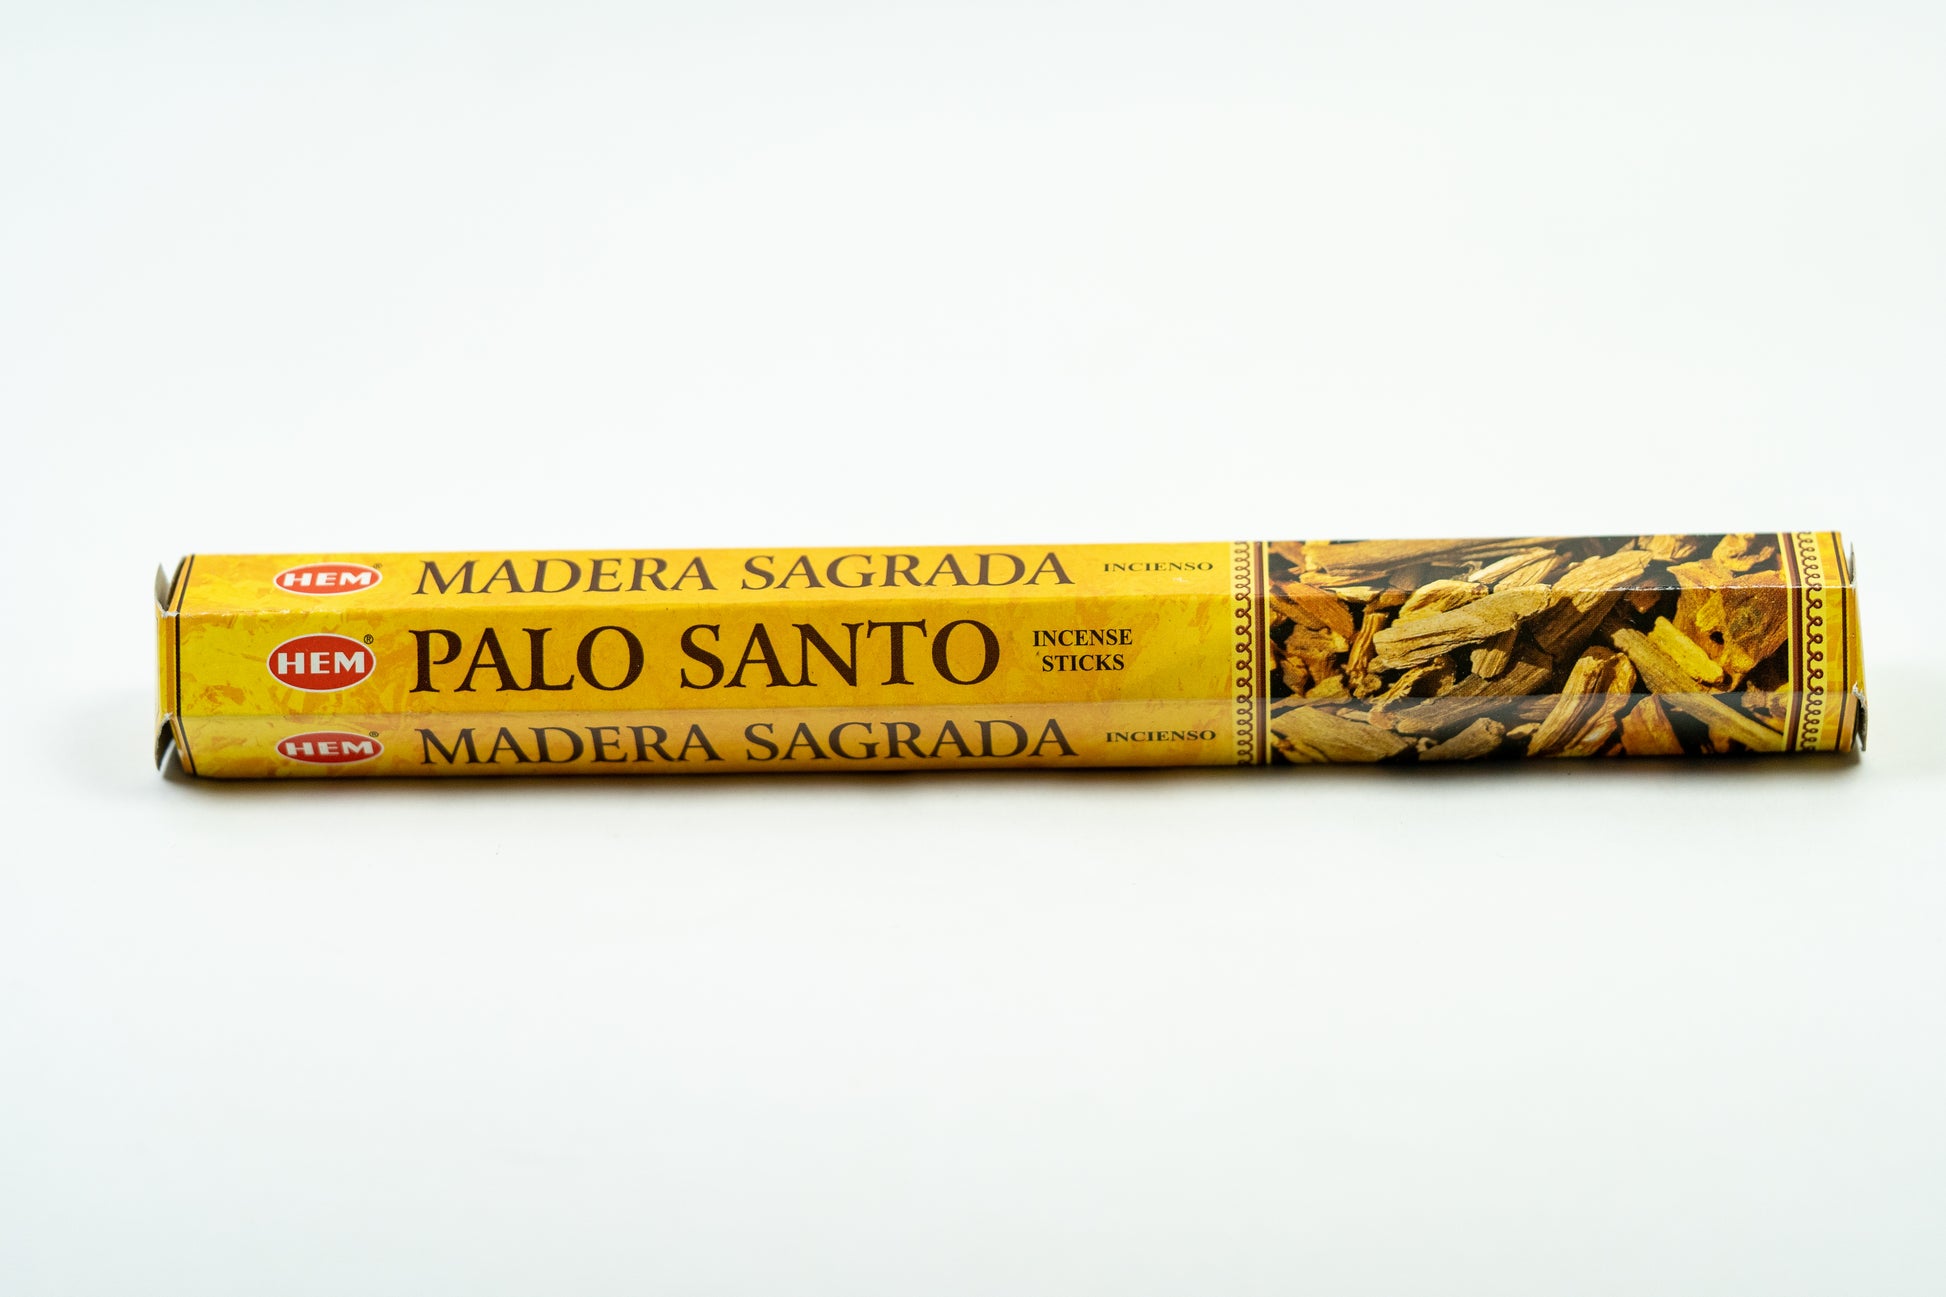 HEM® MADERA SAGRADA INCIENSO
HEM® PALO SANTO INCENSE STICKS
HEM® MADERA SAGRADA INCIENSO